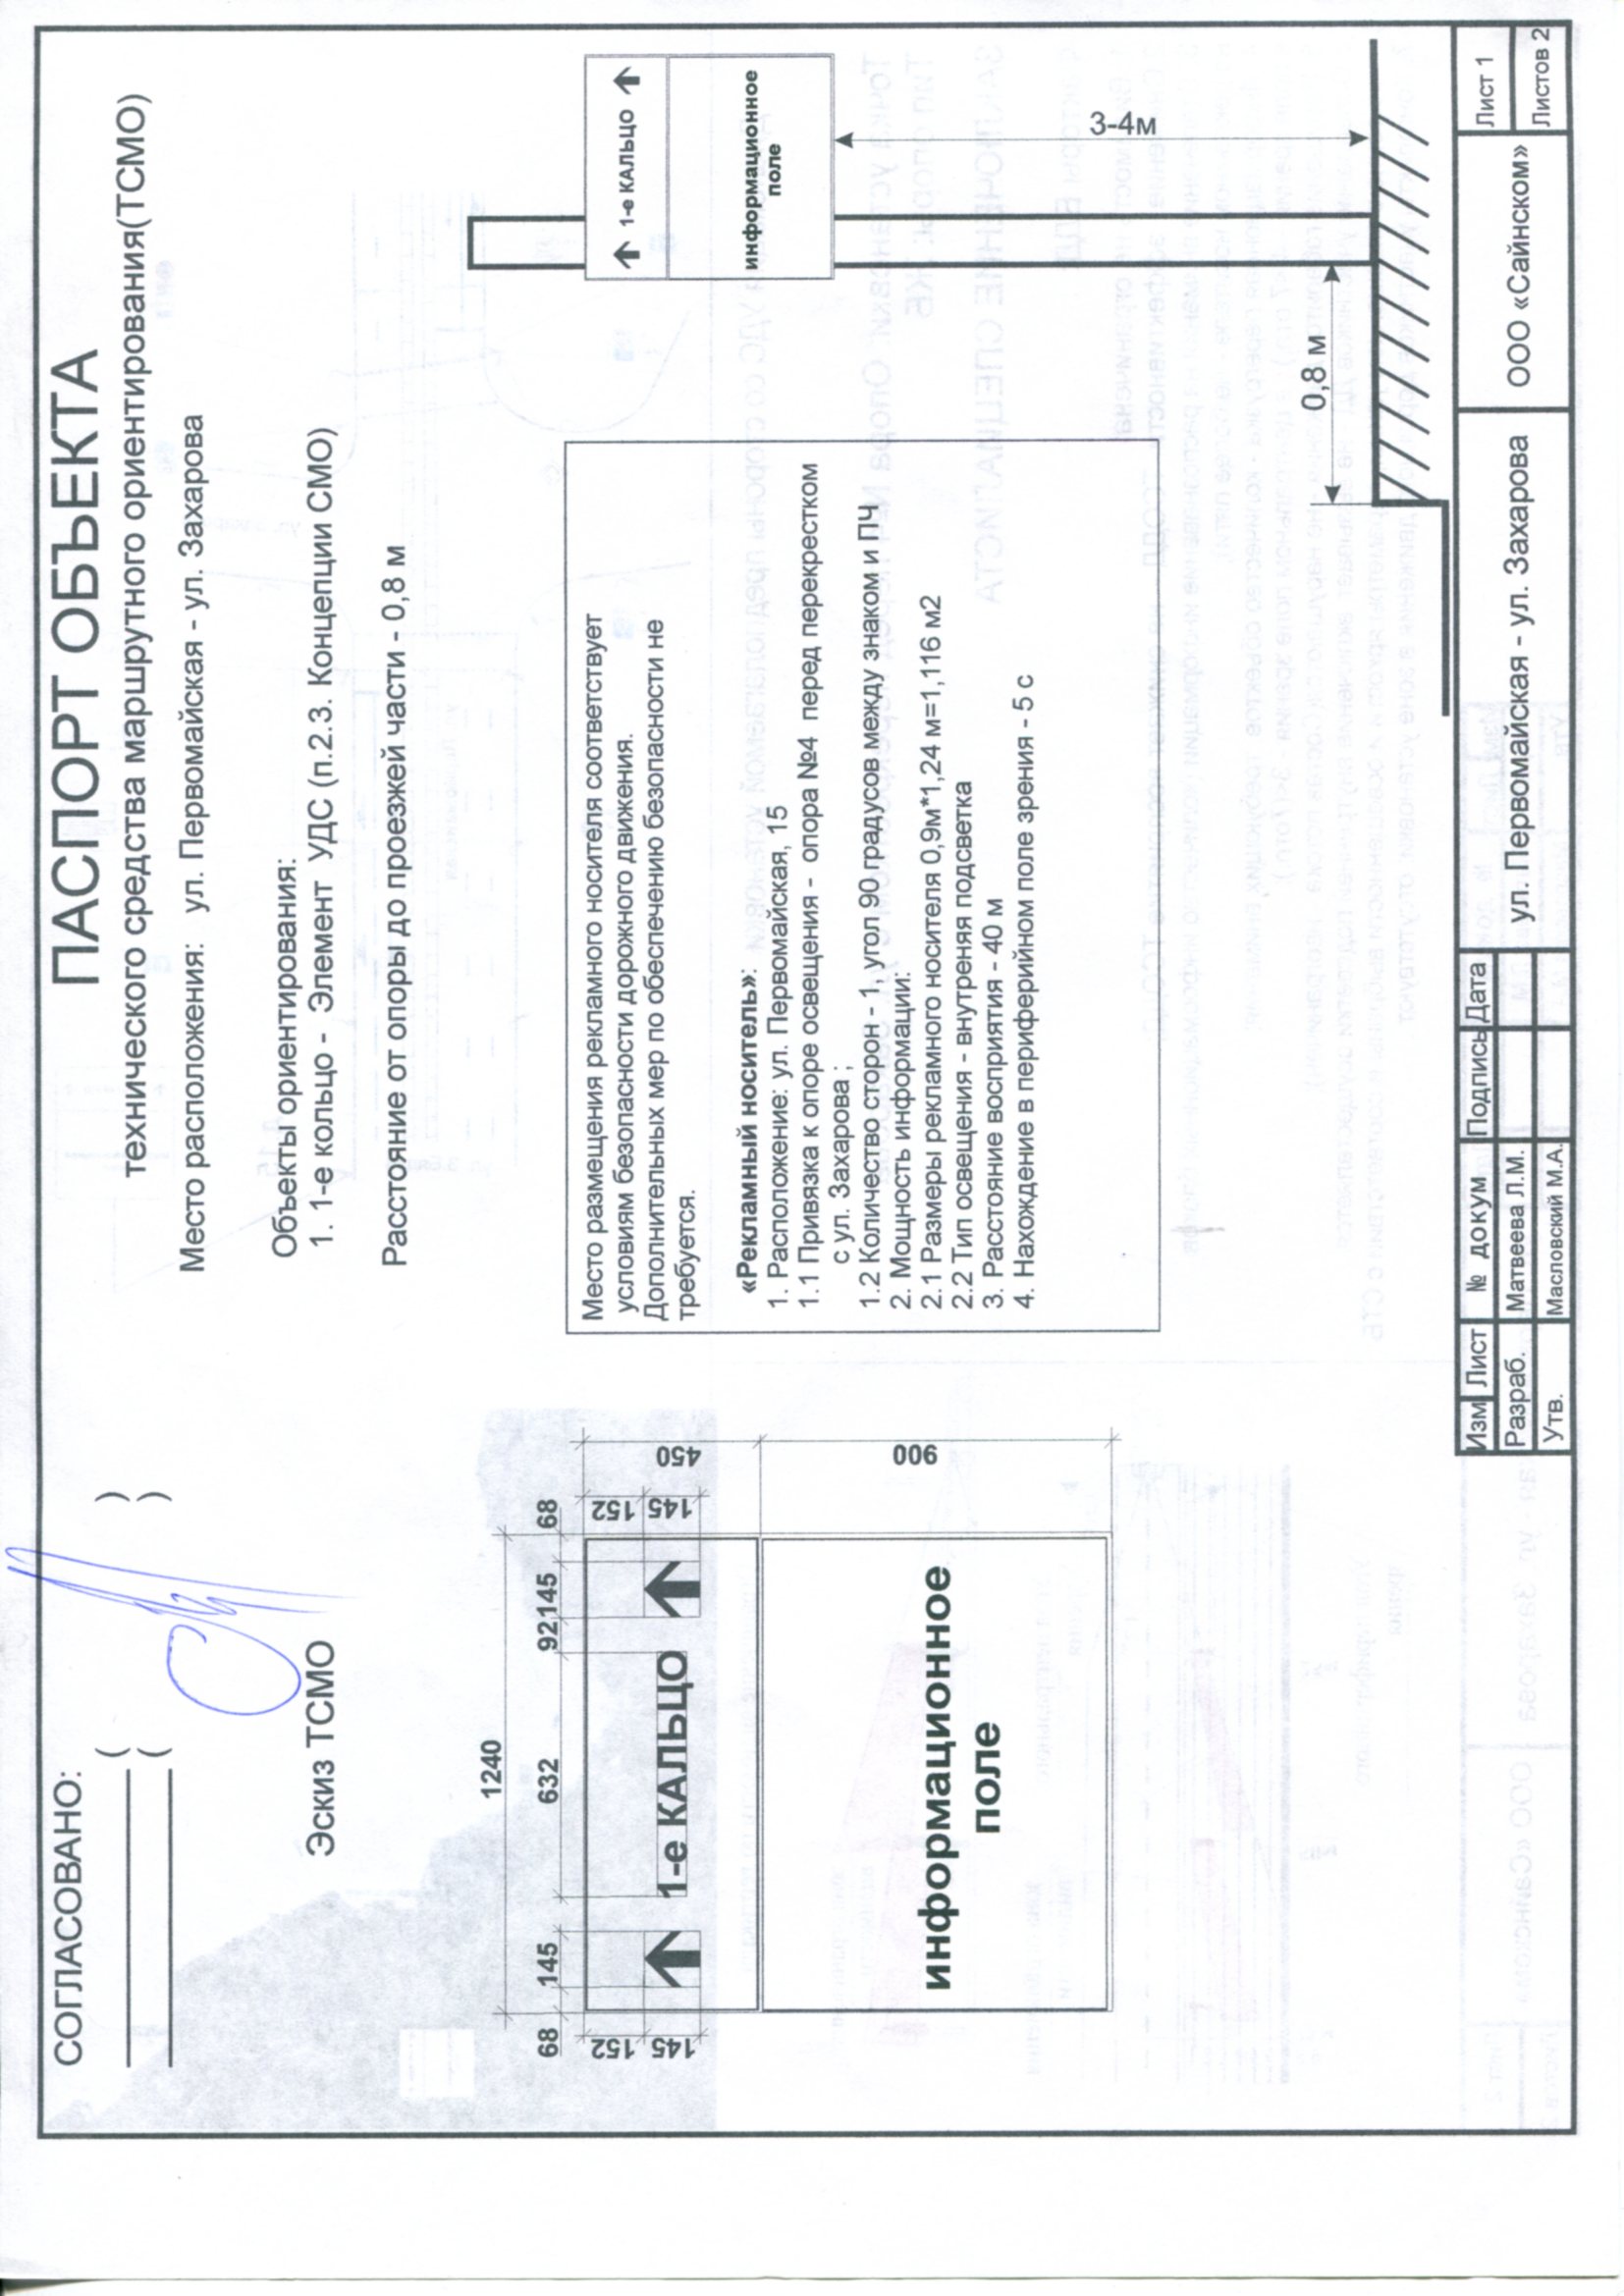 СОГЛАСОВАНО:
( )
( )
ПАСПОРТ ОБЪЕКТА
технического средства маршрутного ориентирования(ТСМО)
Место расположения: ул. Первомайская - ул. Захарова
Объекты ориентирования:
1. 1-е кольцо - Элемент УДС (п.2.3. Концепции СМО)
Расстояние от опоры до проезжей части - 0,8 м
Эскиз ТСМО
1240
68 145 632 92 145 68
152 145
1-е КАЛЬЦО
152 145
450
информационное
поле
900
Место размещения рекламного носителя соответствует
условиям безопасности дорожного движения.
Дополнительных мер по обеспечению безопасности не
требуется.
«Рекламный носитель»:
1. Расположение: ул. Первомайская, 15
1.1 Привязка к опоре освещения - опора №4 перед перекрестком
с ул. Захарова ;
1.2 Количество сторон - 1, угол 90 градусов между знаком и ПЧ
2. Мощность информации:
2.1 Размеры рекламного носителя 0,9м*1,24 м=1,116 м2
2.2 Тип освещения - внутреняя подсветка
3. Расстояние восприятия - 40 м
4. Нахождение в периферийном поле зрения - 5 с
1-е КАЛЬЦО
информационное
поле
3-4м
0,8 м
Изм Лист № докум Подпись Дата
Разраб. Матвеева Л.М.
Утв. Масловский М.А.
ул. Первомайская - ул. Захарова
ООО «Сайнском»
Лист 1
Листов 2